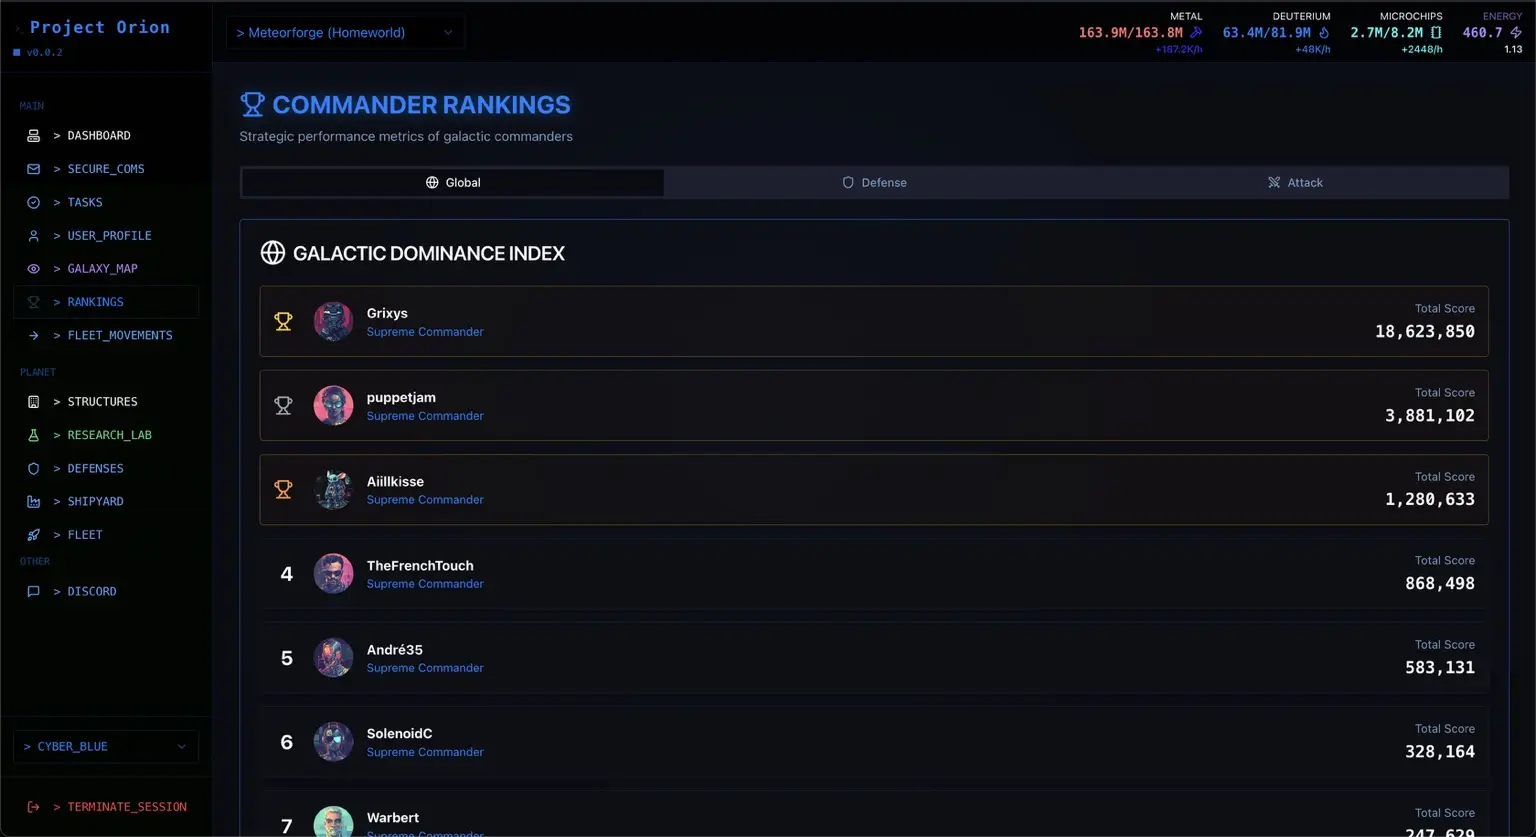 Project Orion
v0.0.2
> Meteorforge (Homeworld)
METAL
163.9M/163.8M
+187.2K/h
DEUTERIUM
63.4M/81.9M
+48K/h
MICROCHIPS
2.7M/8.2M
+2448/h
ENERGY
460.7
1.13
MAIN
> DASHBOARD
> SECURE_COMS
> TASKS
> USER_PROFILE
> GALAXY_MAP
> RANKINGS
> FLEET_MOVEMENTS
PLANET
> STRUCTURES
> RESEARCH_LAB
> DEFENSES
> SHIPYARD
> FLEET
OTHER
> DISCORD
> CYBER_BLUE
> TERMINATE_SESSION
COMMANDER RANKINGS
Strategic performance metrics of galactic commanders
Global
Defense
Attack
GALACTIC DOMINANCE INDEX
Grixys
Supreme Commander
Total Score
18,623,850
puppetjam
Supreme Commander
Total Score
3,881,102
Aiillkisse
Supreme Commander
Total Score
1,280,633
4
TheFrenchTouch
Supreme Commander
Total Score
868,498
5
André35
Supreme Commander
Total Score
583,131
6
SolenoidC
Supreme Commander
Total Score
328,164
7
Warbert
Supreme Commander
Total Score
247,629